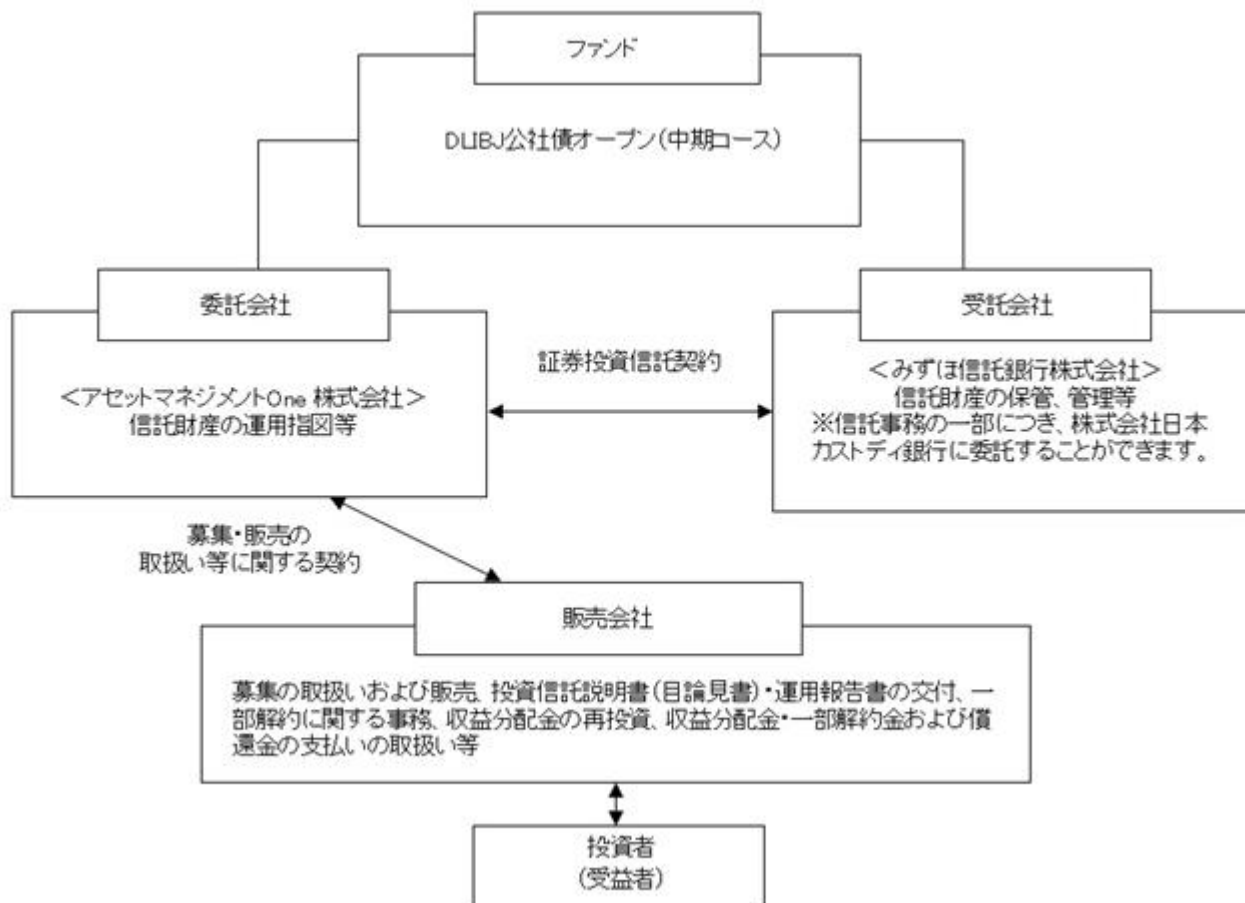 ファンド
DLIBJ公社債オープン(中期コース)
委託会社
受託会社
証券投資信託契約
<アセットマネジメントOne 株式会社>
信託財産の運用指図等
<みずほ信託銀行株式会社>
信託財産の保管、管理等
※信託事務の一部につき、株式会社日本
カストディ銀行に委託することができます。
募集・販売の
取扱い等に関する契約
販売会社
募集の取扱いおよび販売、投資信託説明書(目論見書)・運用報告書の交付、一
部解約に関する事務、収益分配金の再投資、収益分配金・一部解約金および償
還金の支払いの取扱い等
投資者
(受益者)